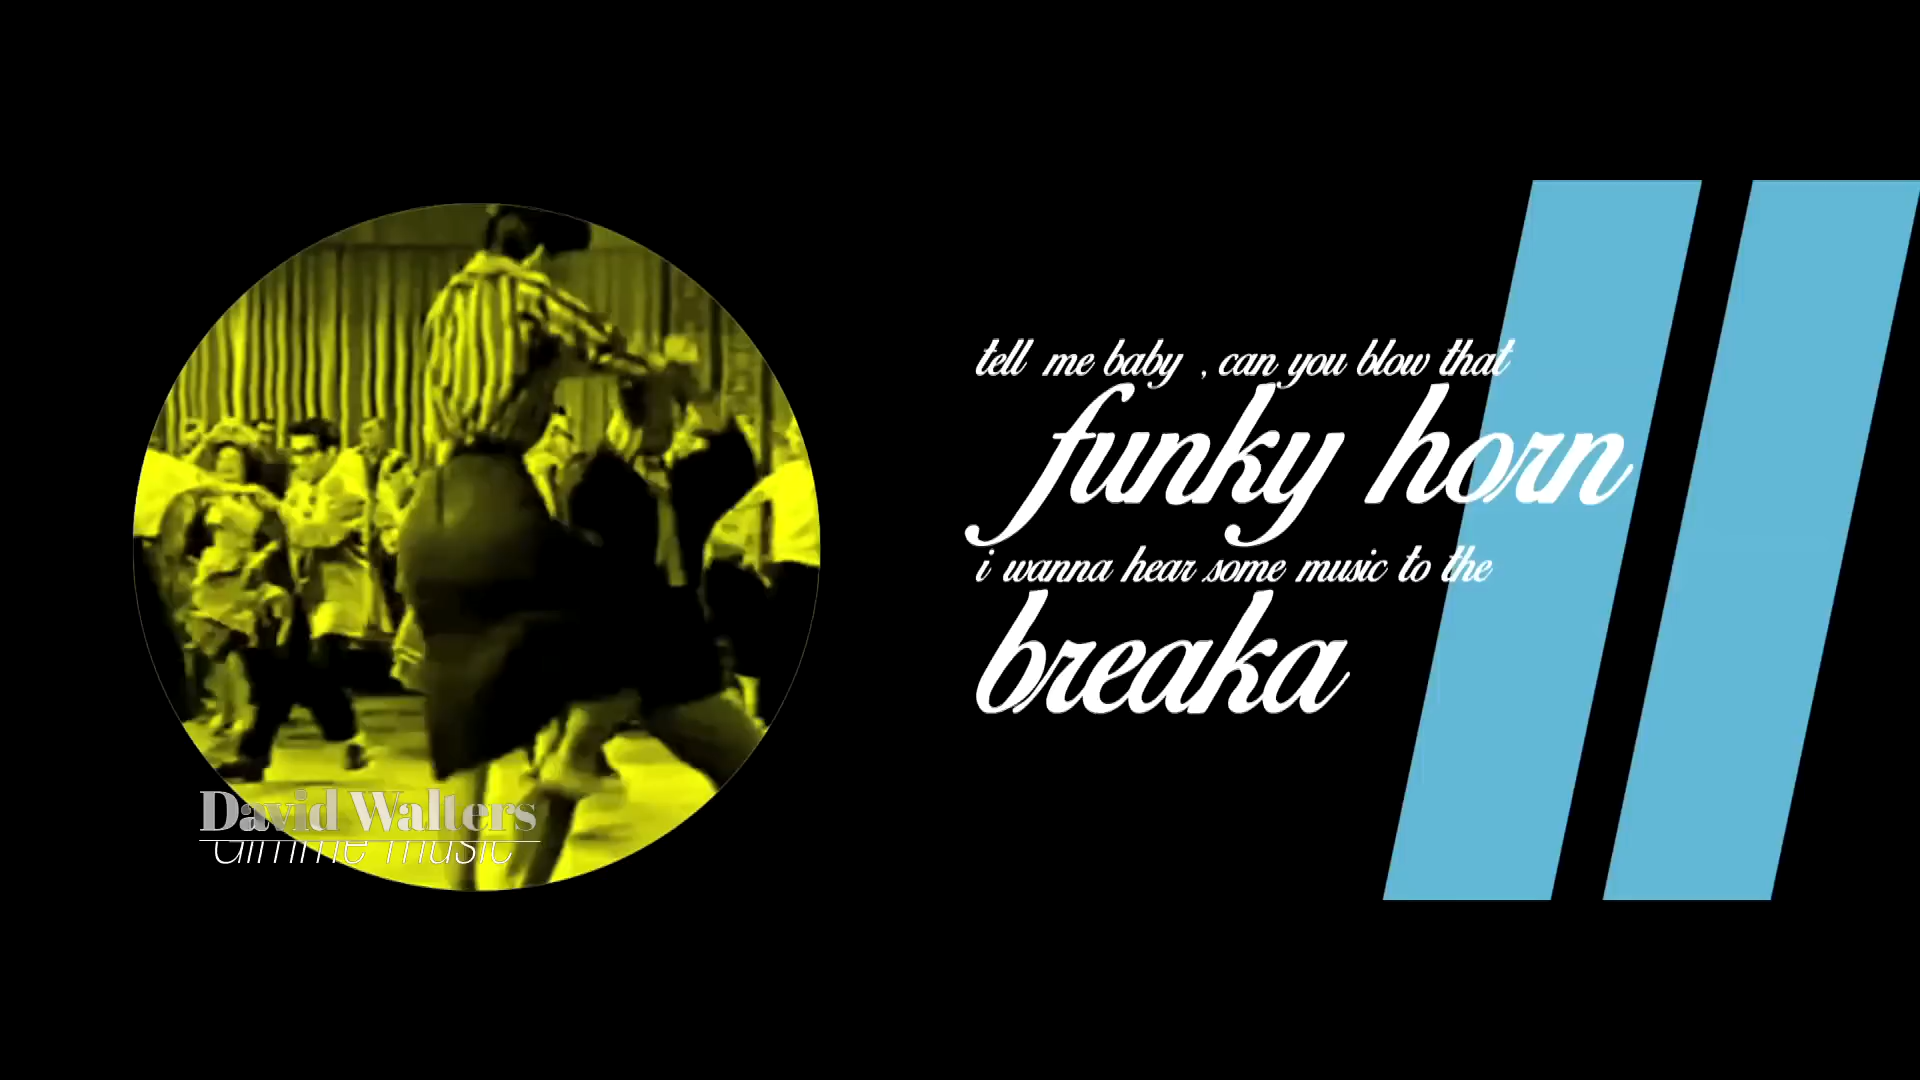 tell me baby , can you blow that
funky horn
i wanna hear some music to the
breaka
David Walters
Gimme music